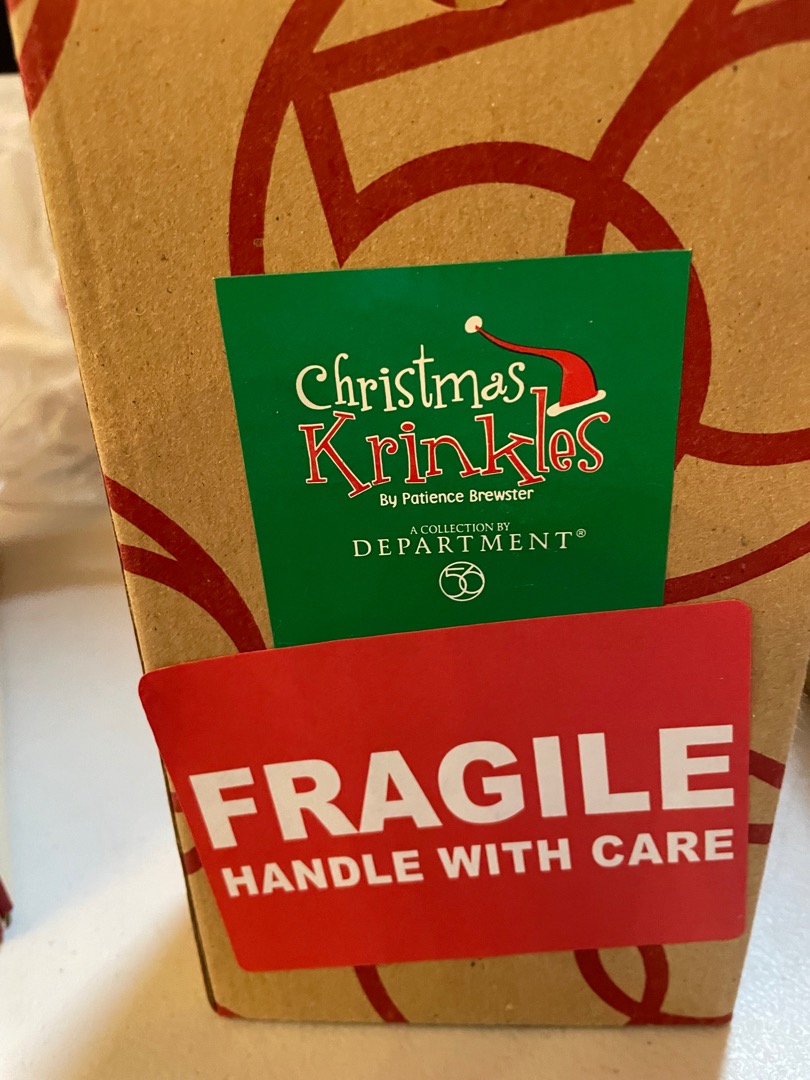 Christmas
Krinkles
By Patience Brewster
A COLLECTION BY
DEPARTMENT®
56
FRAGILE
HANDLE WITH CARE